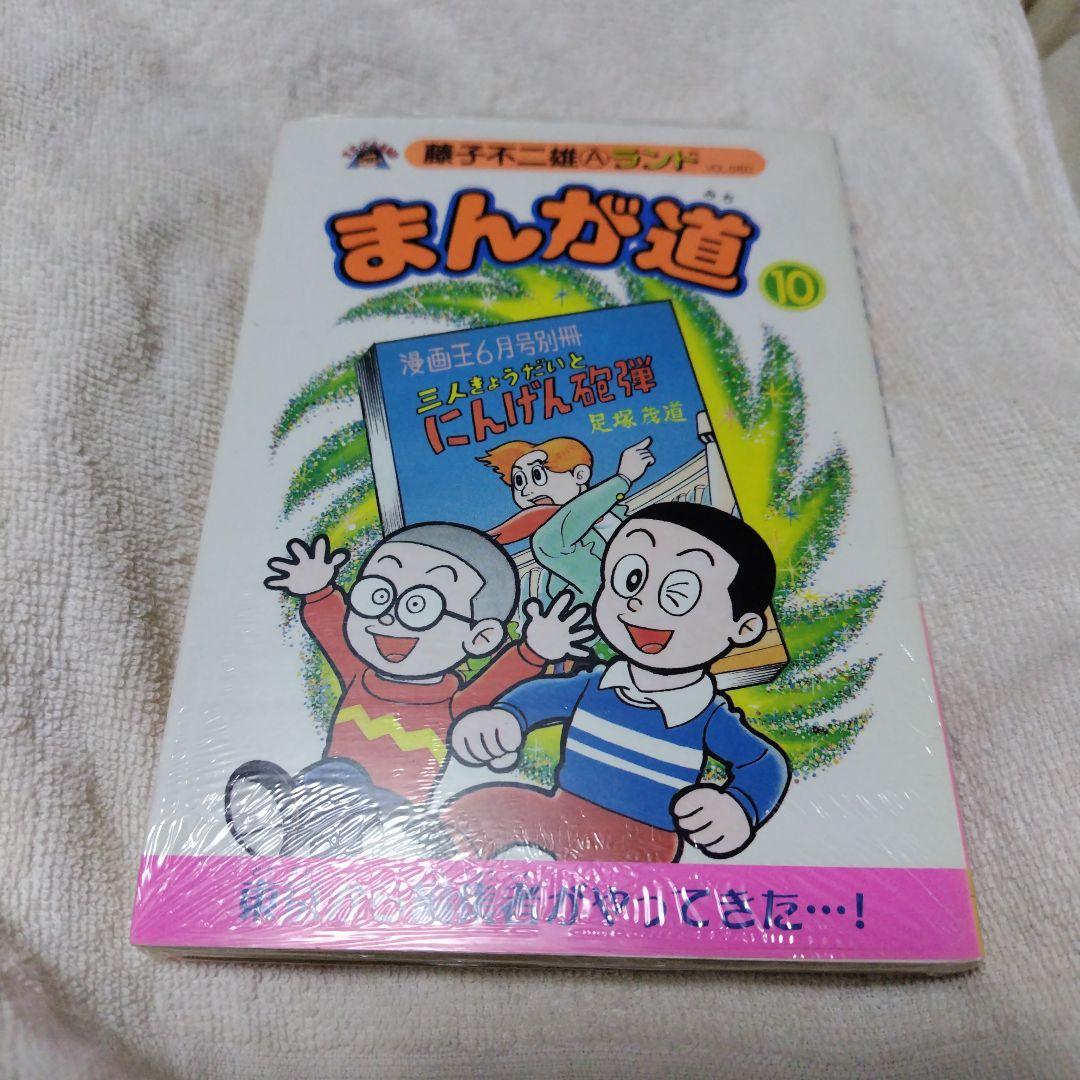 藤子不二雄Ⓐランド
みち
まんが道
10
漫画王6月号別冊
三人きょうだいと
にんげん砲弾
足塚茂道
がやってきた…!